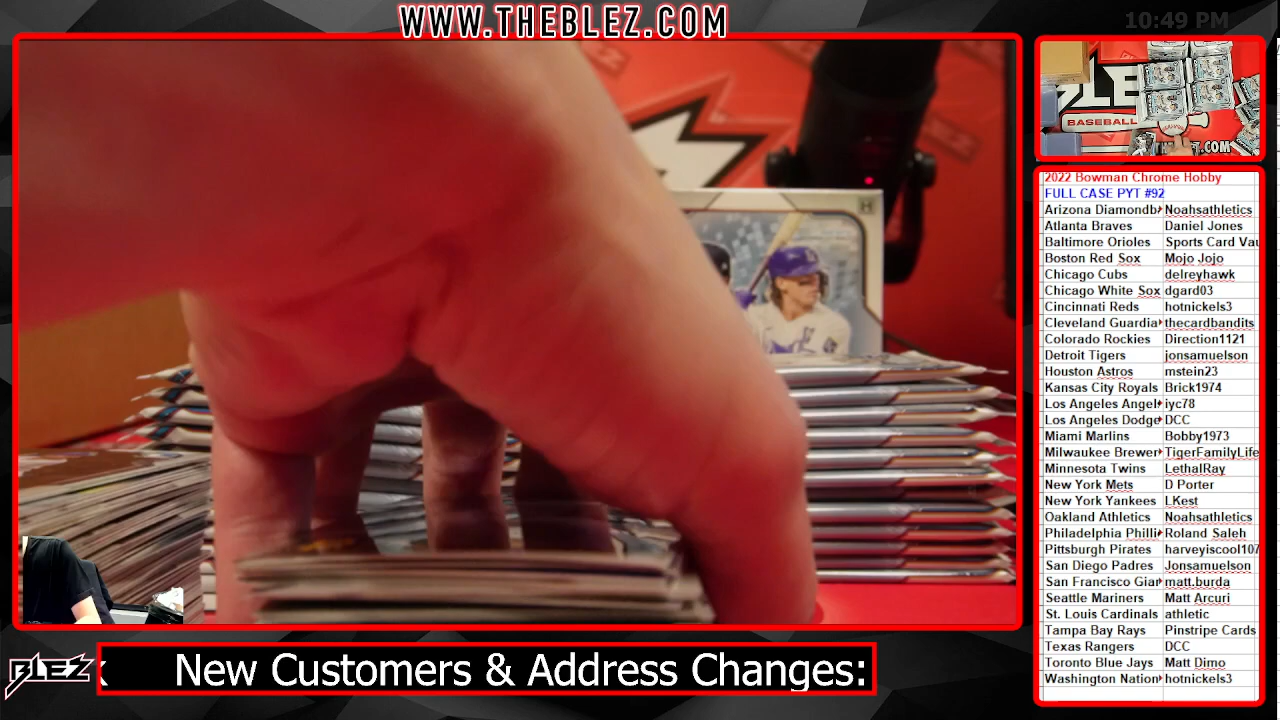 WWW.THEBLEZ.COM
10:49 PM
BASEBALL
.COM
2022 Bowman Chrome Hobby
FULL CASE PYT #92
Arizona Diamondb Noahsathletics
Atlanta Braves Daniel Jones
Baltimore Orioles Sports Card Vau
Boston Red Sox Mojo Jojo
Chicago Cubs delreyhawk
Chicago White Sox dgard03
Cincinnati Reds hotnickels3
Cleveland Guardia thecardbandits
Colorado Rockies Direction1121
Detroit Tigers jonsamuelson
Houston Astros mstein23
Kansas City Royals Brick1974
Los Angeles Angel iyc78
Los Angeles Dodge DCC
Miami Marlins Bobby1973
Milwaukee Brewer TigerFamilyLife
Minnesota Twins LethalRay
New York Mets D Porter
New York Yankees LKest
Oakland Athletics Noahsathletics
Philadelphia Philli Roland Saleh
Pittsburgh Pirates harveyiscool107
San Diego Padres Jonsamuelson
San Francisco Gian matt.burda
Seattle Mariners Matt Arcuri
St. Louis Cardinals athletic
Tampa Bay Rays Pinstripe Cards
Texas Rangers DCC
Toronto Blue Jays Matt Dimo
Washington Nation hotnickels3
BLEZ
New Customers & Address Changes: